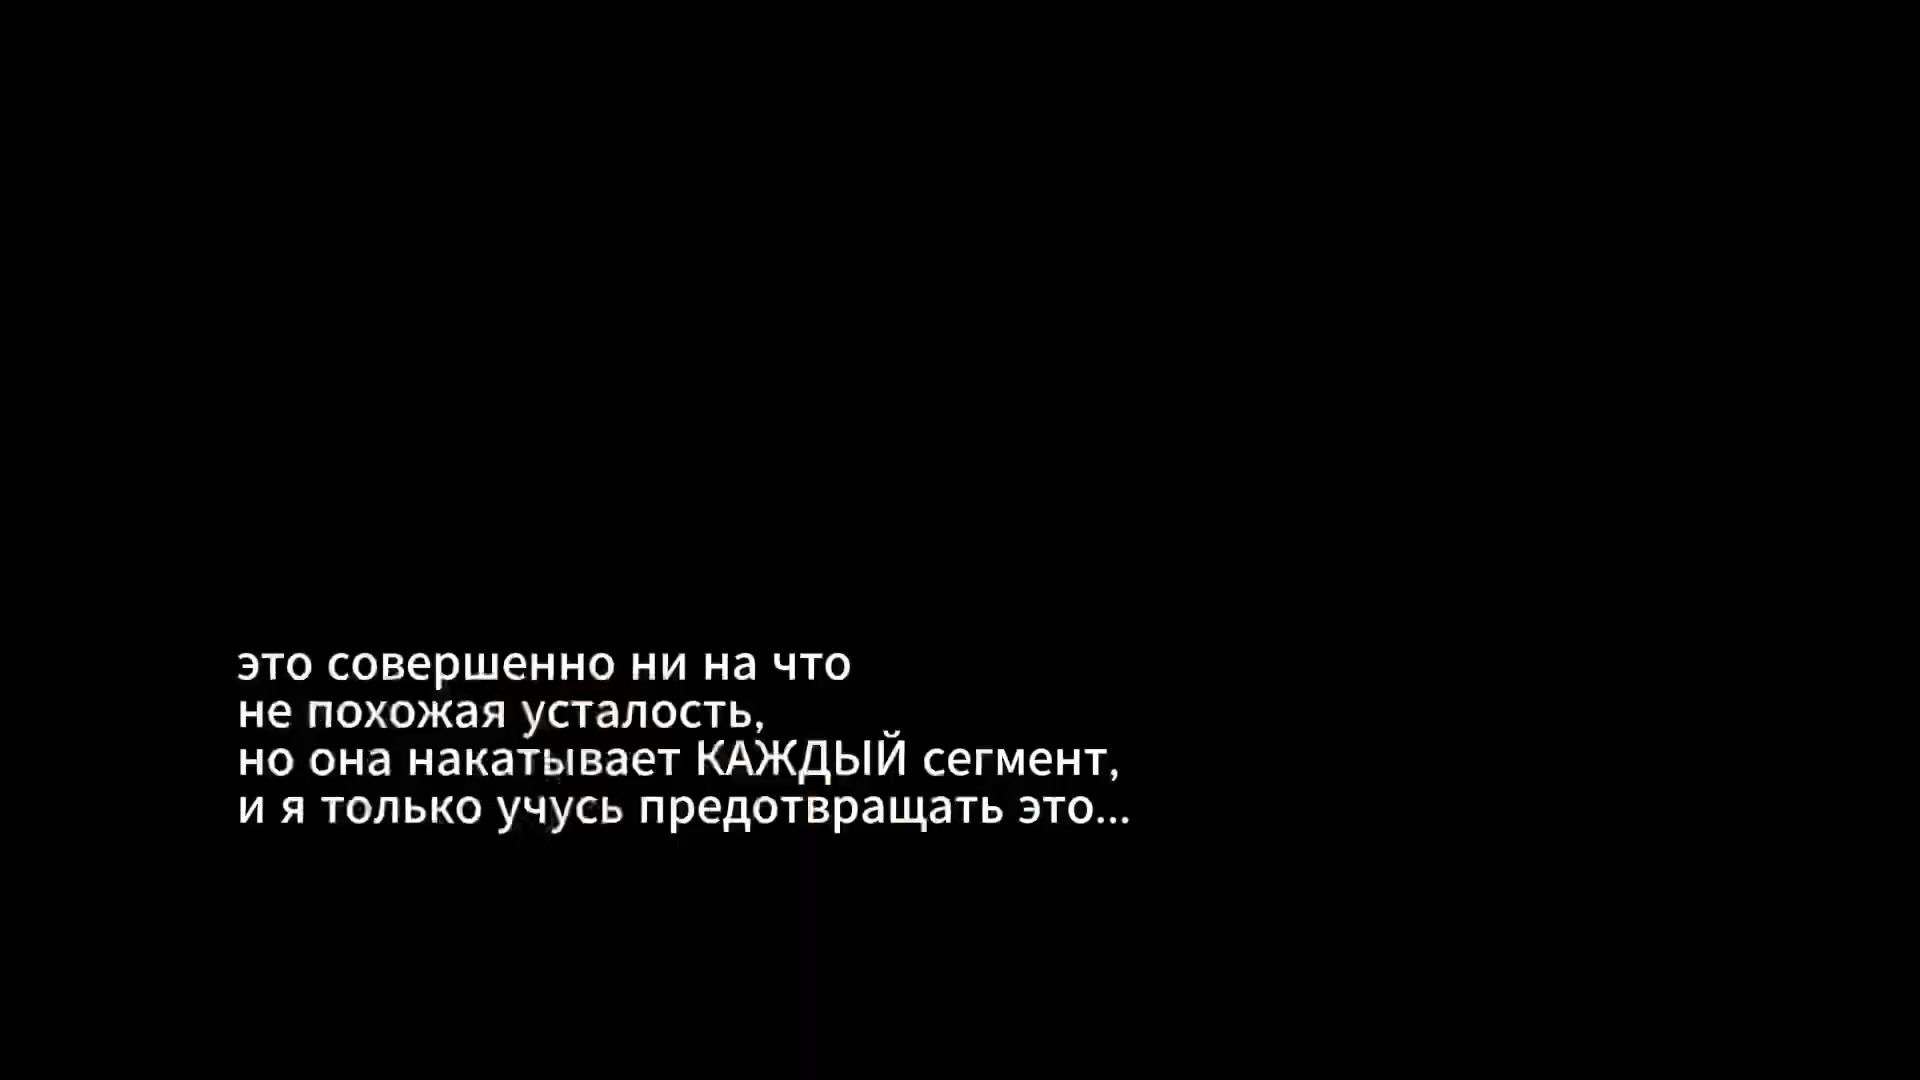 это совершенно ни на что
не похожая усталость,
но она накатывает КАЖДЫЙ сегмент,
и я только учусь предотвращать это...